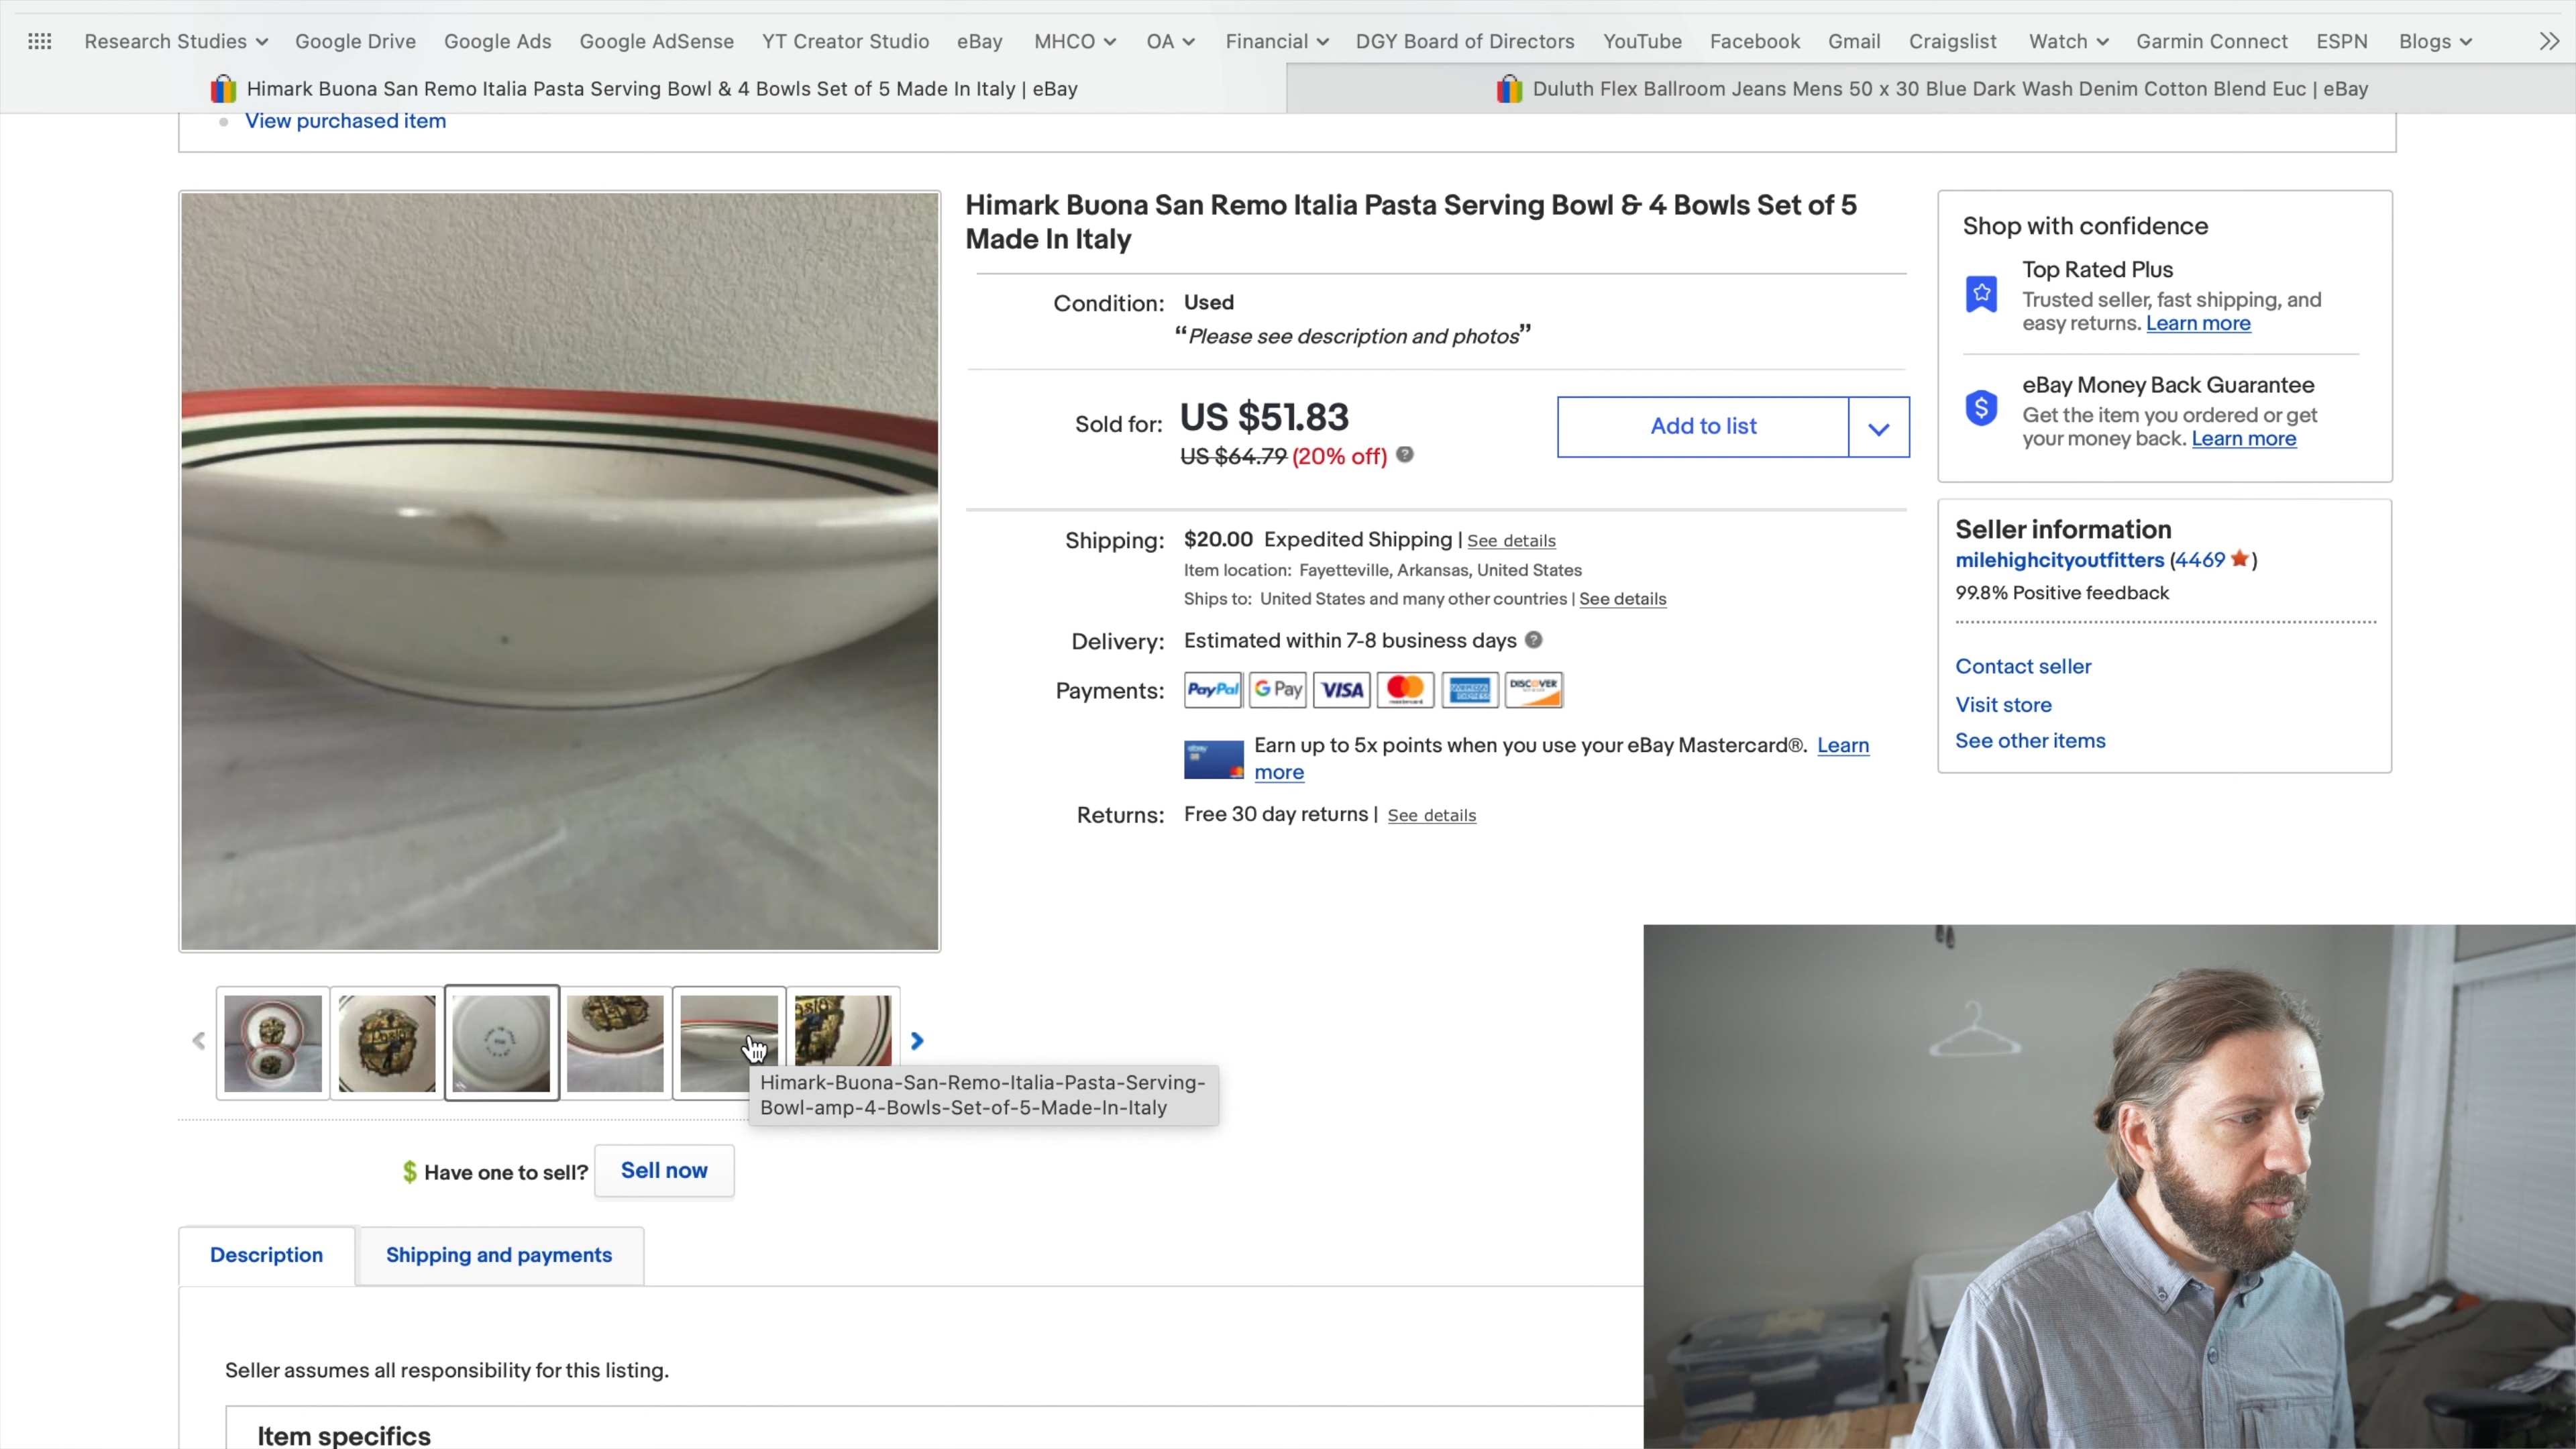 Research Studies Google Drive Google Ads Google AdSense YT Creator Studio eBay MHCO OA Financial DGY Board of Directors YouTube Facebook Gmail Craigslist Watch Garmin Connect ESPN Blogs
Himark Buona San Remo Italia Pasta Serving Bowl & 4 Bowls Set of 5 Made In Italy | eBay
Duluth Flex Ballroom Jeans Mens 50 x 30 Blue Dark Wash Denim Cotton Blend Euc | eBay
View purchased item
Himark Buona San Remo Italia Pasta Serving Bowl & 4 Bowls Set of 5
Made In Italy
Condition: Used
“Please see description and photos”
Sold for: US $51.83
US $64.79 (20% off)
Add to list
Shipping: $20.00 Expedited Shipping | See details
Item location: Fayetteville, Arkansas, United States
Ships to: United States and many other countries | See details
Delivery: Estimated within 7-8 business days
Payments: PayPal G Pay VISA mastercard AMERICAN EXPRESS DISCOVER
Earn up to 5x points when you use your eBay Mastercard®. Learn
more
Returns: Free 30 day returns | See details
Shop with confidence
Top Rated Plus
Trusted seller, fast shipping, and
easy returns. Learn more
eBay Money Back Guarantee
Get the item you ordered or get
your money back. Learn more
Seller information
milehighcityoutfitters (4469)
99.8% Positive feedback
Contact seller
Visit store
See other items
Pasta
asta
Himark-Buona-San-Remo-Italia-Pasta-Serving-
Bowl-amp-4-Bowls-Set-of-5-Made-In-Italy
$ Have one to sell? Sell now
Description Shipping and payments
Seller assumes all responsibility for this listing.
Item specifics